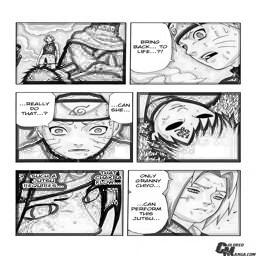 BRING
BACK... TO
LIFE...?!
...REALLY
DO
THAT...?
...CAN
SHE...
SUCH A
JUTSU
REQUIRES...
THAT
ONLY
GRANNY
CHIYO...
...CAN
PERFORM
THIS
JUTSU...
COLORED
MANGA.COM